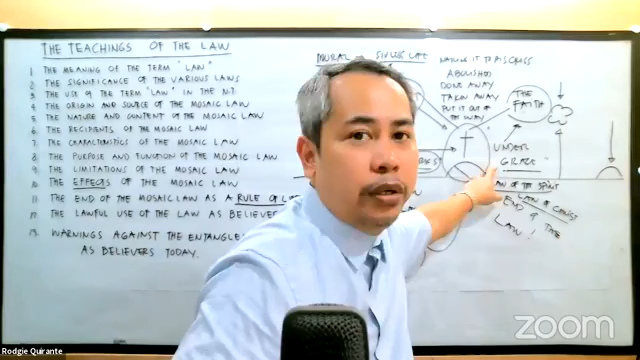 THE TEACHINGS OF THE LAW
1 THE MEANING OF THE TERM "LAW"
2 THE SIGNIFICANCE OF THE VARIOUS LAWS
3 THE USE OF THE TERM "LAW" IN THE N.T.
4 THE ORIGIN AND SOURCE OF THE MOSAIC LAW
5 THE NATURE AND CONTENT OF THE MOSAIC LAW
6 THE RECIPIENTS OF THE MOSAIC LAW
7 THE CHARACTERISTICS OF THE MOSAIC LAW
8 THE PURPOSE AND FUNCTION OF THE MOSAIC LAW
9 THE LIMITATIONS OF THE MOSAIC LAW
10 THE EFFECTS OF THE MOSAIC LAW
11 THE END OF THE MOSAIC LAW AS A RULE OF
12 THE LAWFUL USE OF THE LAW AS
13 WARNINGS AGAINST THE
AS BELIEVERS TODAY.
SINLESS LIFE
NAILING IT TO HIS CROSS
ABOLISHED
DONE AWAY
TAKEN AWAY
PUT IT OUT OF
THE WAY
THE
FAITH
UNDER
GRACE
OF THE SPIRIT
LAW OF CHRIST
END OF THE
LAW!
Rodgie Quirante
zoom